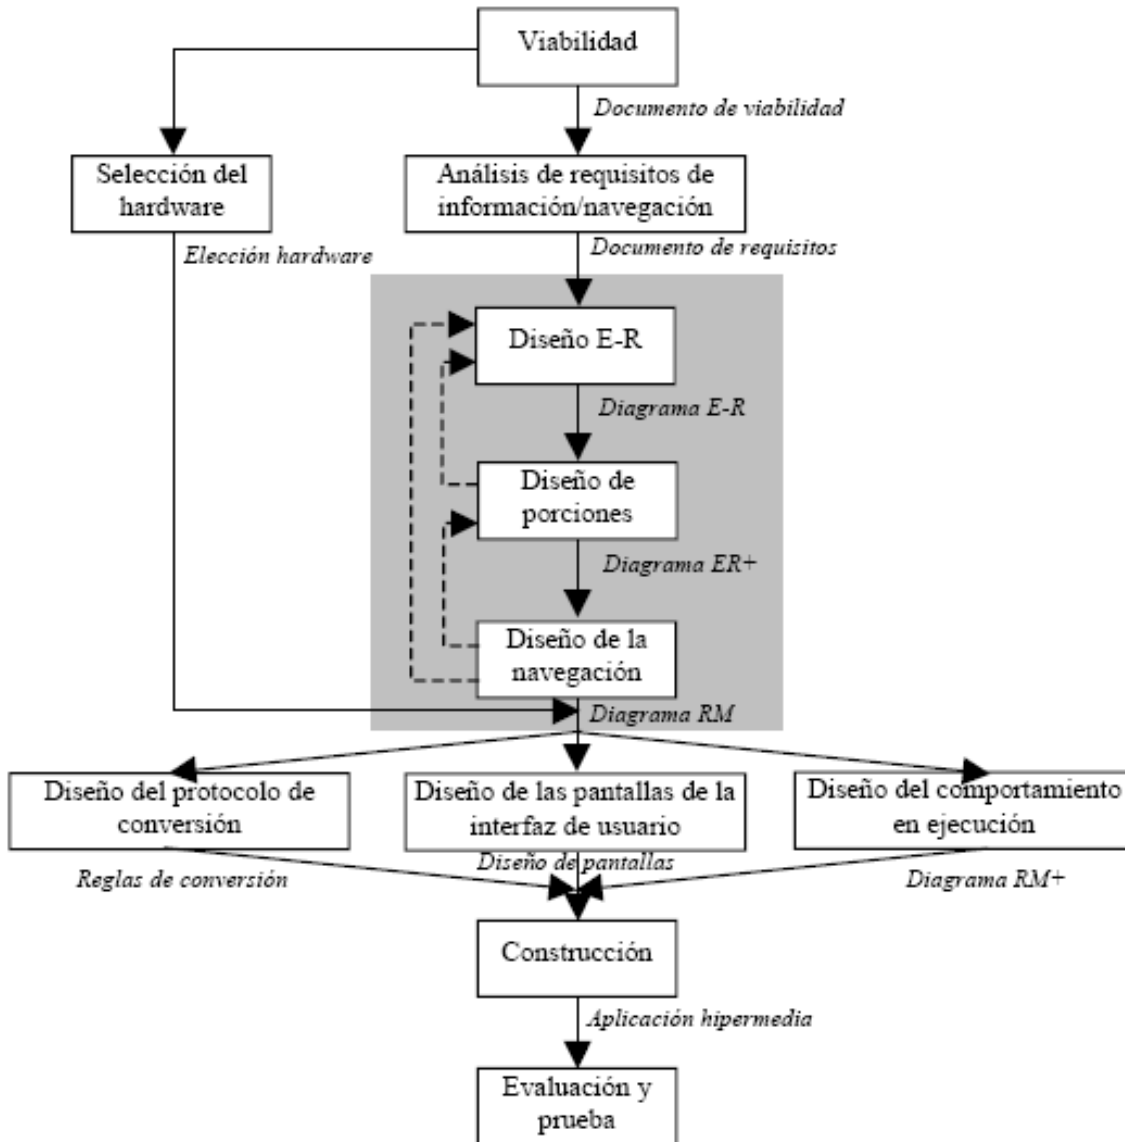 Viabilidad
Documento de viabilidad
Selección del
hardware
Análisis de requisitos de
información/navegación
Elección hardware
Documento de requisitos
Diseño E-R
Diagrama E-R
Diseño de
porciones
Diagrama ER+
Diseño de la
navegación
Diagrama RM
Diseño del protocolo de
conversión
Diseño de las pantallas de la
interfaz de usuario
Diseño del comportamiento
en ejecución
Reglas de conversión
Diseño de pantallas
Diagrama RM+
Construcción
Aplicación hipermedia
Evaluación y
prueba